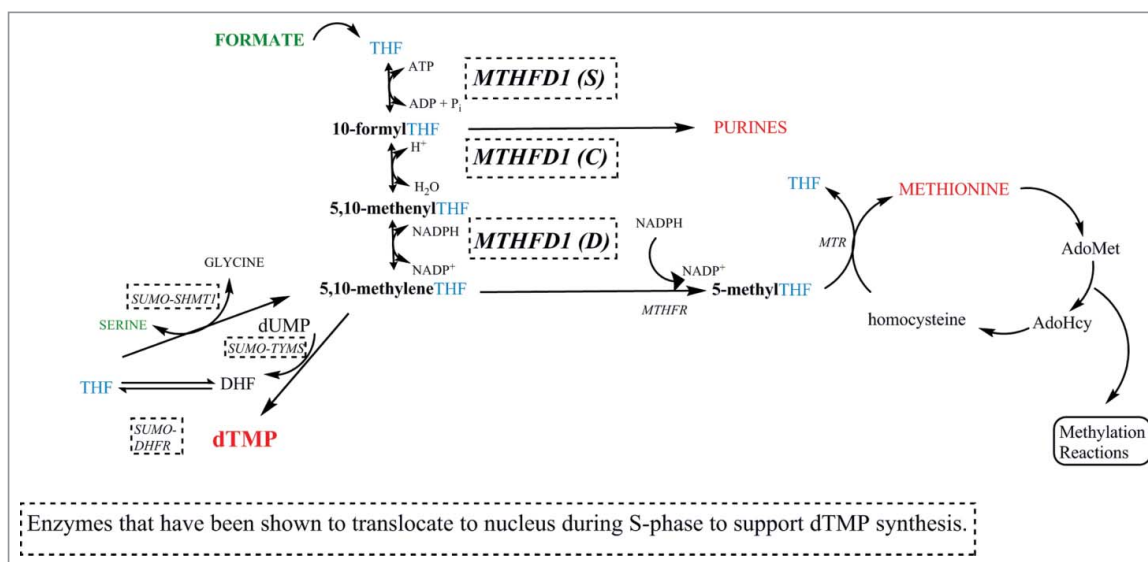 FORMATE
THF
ATP
MTHFD1 (S)
ADP + Pi
10-formylTHF
PURINES
H+
MTHFD1 (C)
H2O
5,10-methenylTHF
THF
METHIONINE
NADPH
MTHFD1 (D)
NADPH
MTR
AdoMet
GLYCINE
NADP+
NADP+
5,10-methyleneTHF
5-methylTHF
SUMO-SHMT1
MTHFR
SERINE
dUMP
homocysteine
AdoHcy
SUMO-TYMS
THF
DHF
SUMO-
DHFR
dTMP
Methylation
Reactions
Enzymes that have been shown to translocate to nucleus during S-phase to support dTMP synthesis.